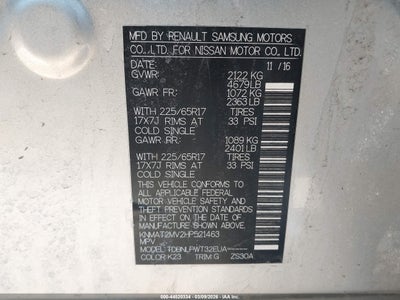 MFD BY RENAULT SAMSUNG MOTORS
CO., LTD. FOR NISSAN MOTOR CO., LTD.
DATE: 11 / 16
GVWR: 2122 KG
4679 LB
GAWR FR: 1072 KG
2363 LB
WITH 225/65R17 TIRES
17X7J RIMS AT 33 PSI
COLD SINGLE
GAWR RR: 1089 KG
2401 LB
WITH 225/65R17 TIRES
17X7J RIMS AT 33 PSI
COLD SINGLE
THIS VEHICLE CONFORMS TO ALL
APPLICABLE FEDERAL
MOTOR VEHICLE SAFETY AND
THEFT PREVENTION STANDARDS
IN EFFECT ON THE DATE OF
MANUFACTURE SHOWN ABOVE.
KNMAT2MV2HP521463
MPV
MODEL:
COLOR: K23 TRIM: G ZS30A
000-44820334 - 03/09/2026 -